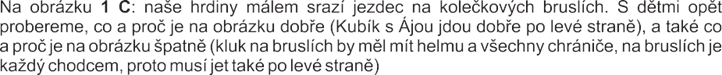 Na obrázku 1 C: naše hrdiny málem srazí jezdec na kolečkových bruslích. S dětmi opět
probereme, co a proč je na obrázku dobře (Kubík s Ájou jdou dobře po levé straně), a také co
a proč je na obrázku špatně (kluk na bruslích by měl mít helmu a všechny chrániče, na bruslích je
každý chodcem, proto musí jet také po levé straně)